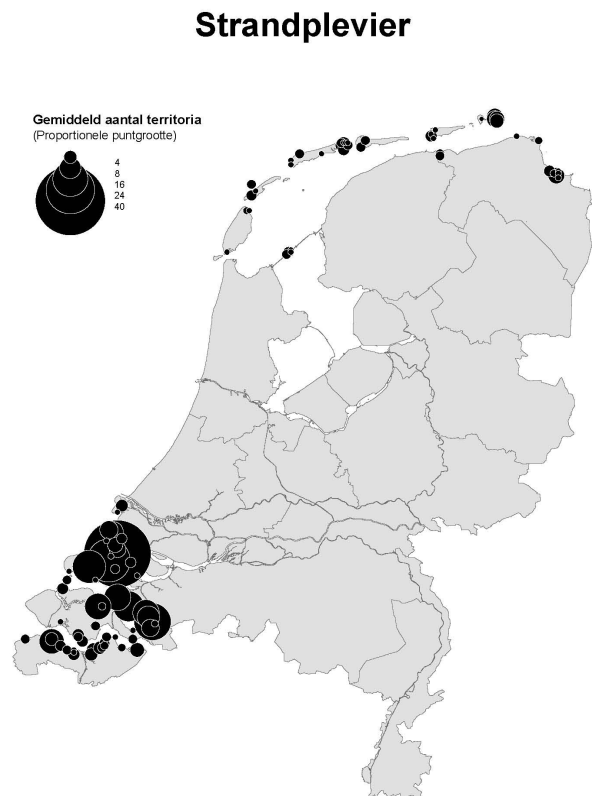 Strandplevier
Gemiddeld aantal territoria
(Proportionele puntgrootte)
4
8
16
24
40